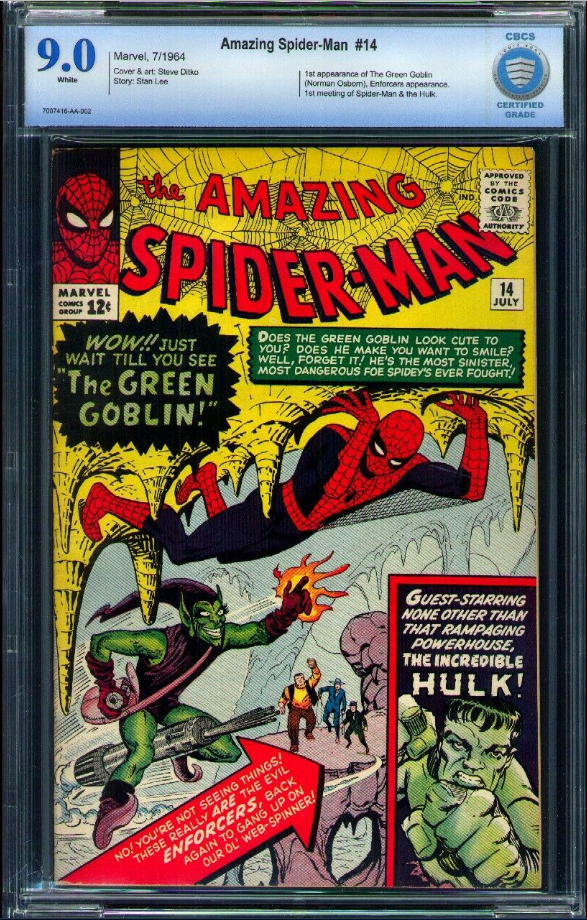 9.0
White
7007416-AA-002
Amazing Spider-Man #14
Marvel, 7/1964
Cover & art: Steve Ditko
Story: Stan Lee
1st appearance of The Green Goblin
(Norman Osborn), Enforcers appearance.
1st meeting of Spider-Man & the Hulk.
CBCS
CERTIFIED
GRADE
the AMAZING
SPIDER-MAN
IND.
APPROVED
BY THE
COMICS
CODE
AUTHORITY
MARVEL
COMICS
GROUP 12¢
14
JULY
WOW!! JUST
WAIT TILL YOU SEE
"The GREEN
GOBLIN!"
DOES THE GREEN GOBLIN LOOK CUTE TO
YOU? DOES HE MAKE YOU WANT TO SMILE?
WELL, FORGET IT! HE'S THE MOST SINISTER,
MOST DANGEROUS FOE SPIDEY'S EVER FOUGHT!
GUEST-STARRING
NONE OTHER THAN
THAT RAMPAGING
POWERHOUSE,
THE INCREDIBLE
HULK!
NO! YOU'RE NOT SEEING THINGS!
THESE REALLY ARE THE EVIL
ENFORCERS, BACK
AGAIN TO GANG UP ON
OUR OL' WEB-SPINNER!